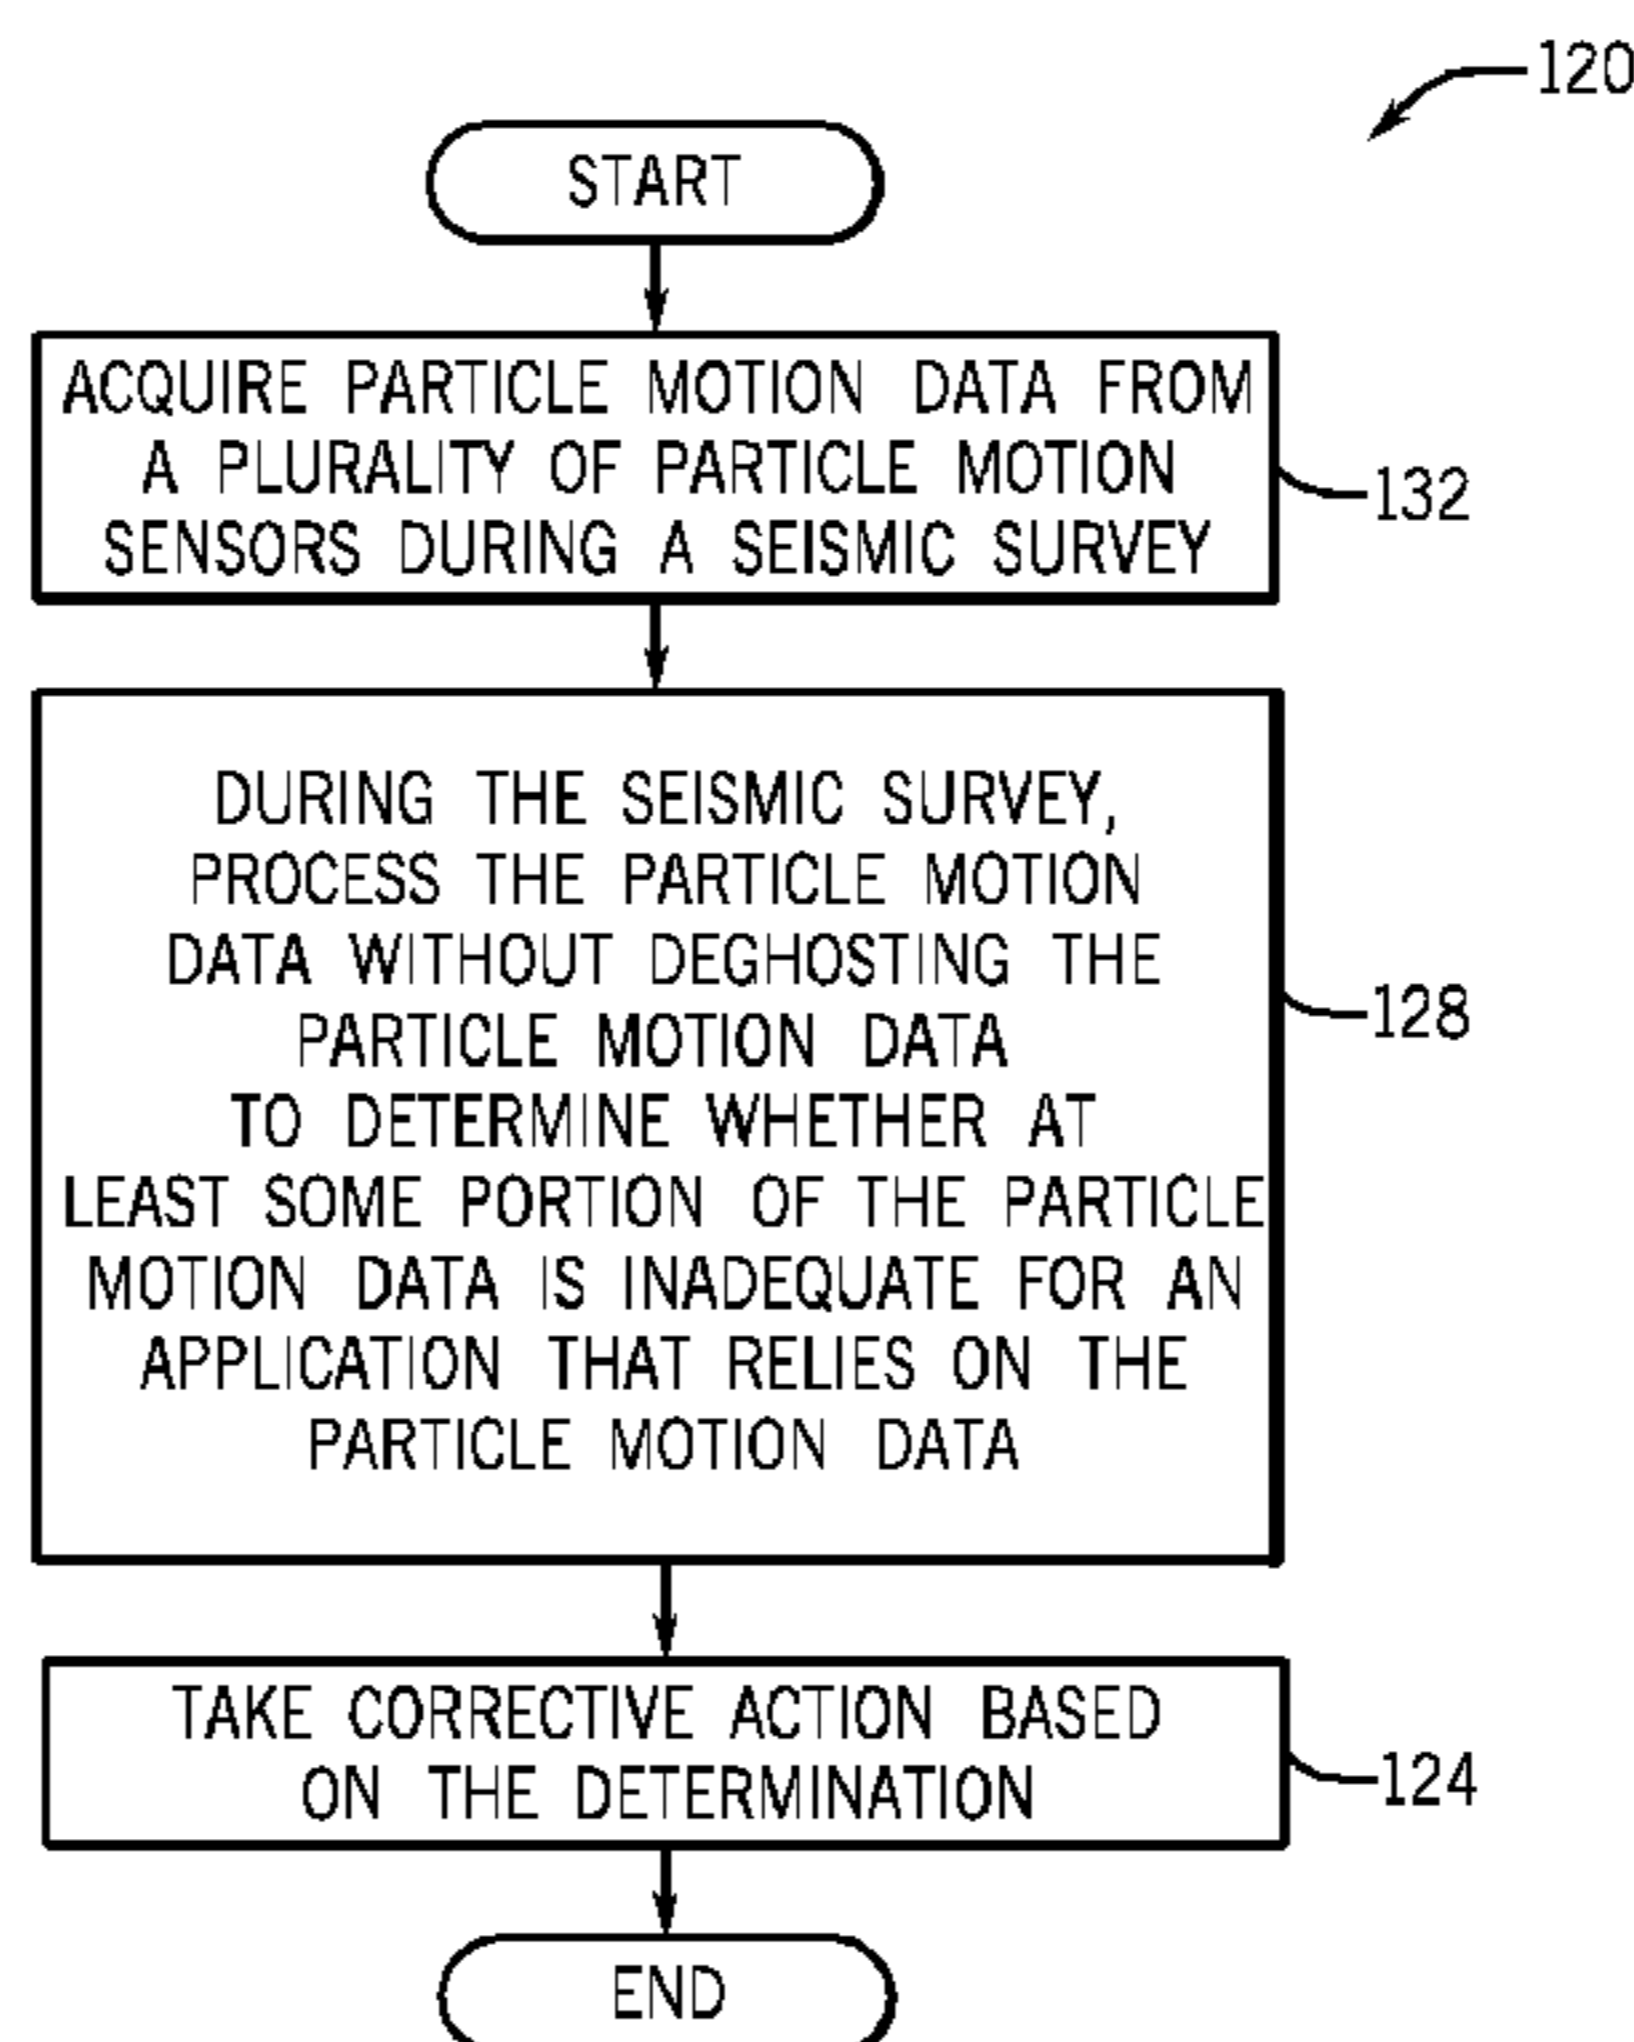 120
START
ACQUIRE PARTICLE MOTION DATA FROM
A PLURALITY OF PARTICLE MOTION
SENSORS DURING A SEISMIC SURVEY
132
DURING THE SEISMIC SURVEY,
PROCESS THE PARTICLE MOTION
DATA WITHOUT DEGHOSTING THE
PARTICLE MOTION DATA
TO DETERMINE WHETHER AT
LEAST SOME PORTION OF THE PARTICLE
MOTION DATA IS INADEQUATE FOR AN
APPLICATION THAT RELIES ON THE
PARTICLE MOTION DATA
128
TAKE CORRECTIVE ACTION BASED
ON THE DETERMINATION
124
END